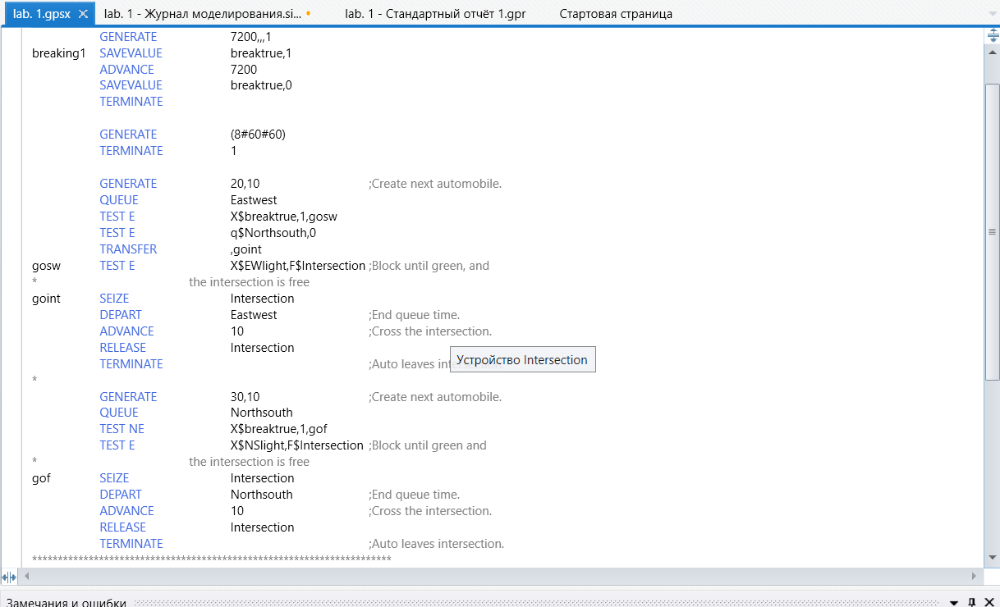 lab. 1.gpsx lab. 1 - Журнал моделирования.si... lab. 1 - Стандартный отчёт 1.gpr Стартовая страница
GENERATE 7200,,,1
breaking1 SAVEVALUE breaktrue,1
ADVANCE 7200
SAVEVALUE breaktrue,0
TERMINATE
GENERATE (8#60#60)
TERMINATE 1
GENERATE 20,10 ;Create next automobile.
QUEUE Eastwest
TEST E X$breaktrue,1,gosw
TEST E q$Northsouth,0
TRANSFER ,goint
gosw TEST E X$EWlight,F$Intersection ;Block until green, and
* the intersection is free
goint SEIZE Intersection
DEPART Eastwest ;End queue time.
ADVANCE 10 ;Cross the intersection.
RELEASE Intersection
Устройство Intersection
TERMINATE ;Auto leaves
*
GENERATE 30,10 ;Create next automobile.
QUEUE Northsouth
TEST NE X$breaktrue,1,gof
TEST E X$NSlight,F$Intersection ;Block until green and
* the intersection is free
gof SEIZE Intersection
DEPART Northsouth ;End queue time.
ADVANCE 10 ;Cross the intersection.
RELEASE Intersection
TERMINATE ;Auto leaves intersection.
**********************************************************************
Замечания и ошибки